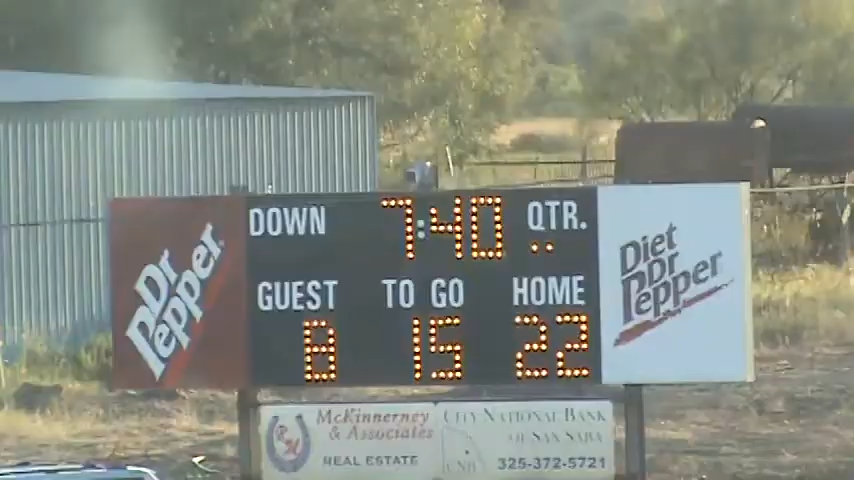 DOWN 7:40 QTR.
GUEST TO GO HOME
8 15 22
Dr
Pepper
Diet
Dr
Pepper
McKinnerney
& Associates
REAL ESTATE
City National Bank
of San Saba
CNB
325-372-5721